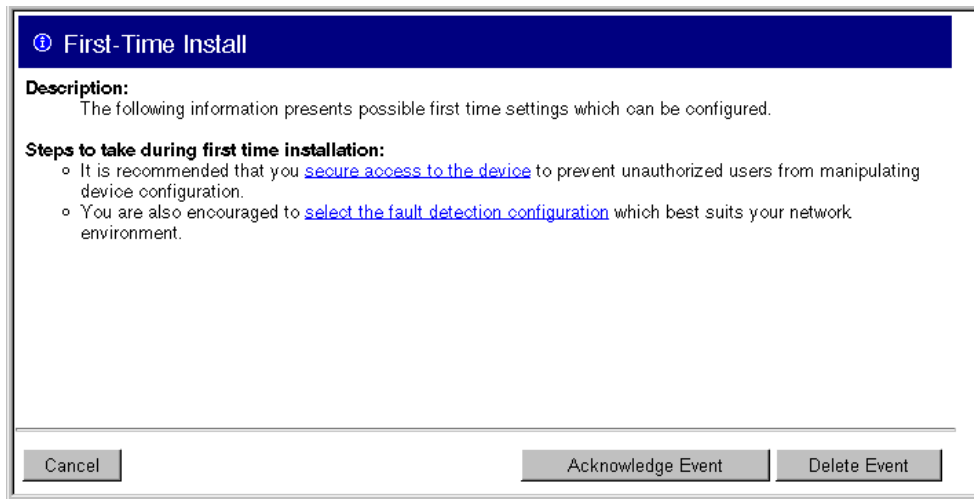 First-Time Install
Description:
The following information presents possible first time settings which can be configured.
Steps to take during first time installation:
It is recommended that you secure access to the device to prevent unauthorized users from manipulating
device configuration.
You are also encouraged to select the fault detection configuration which best suits your network
environment.
Cancel
Acknowledge Event
Delete Event